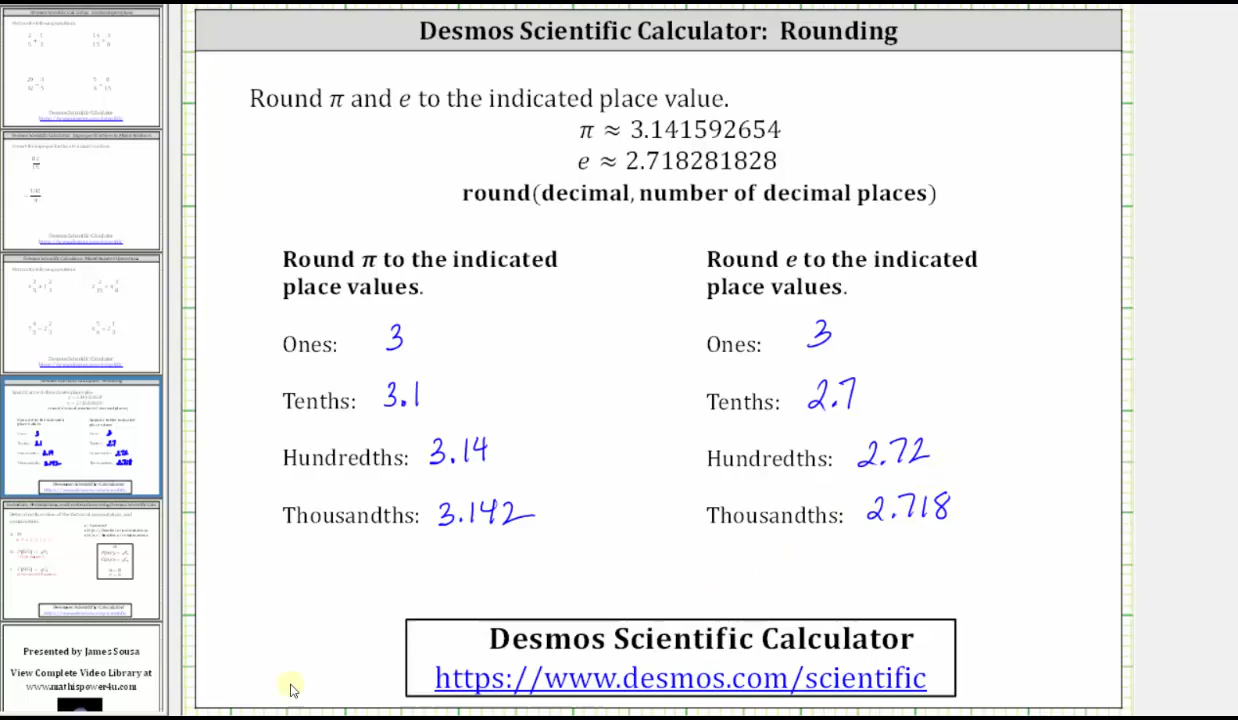 Desmos Scientific Calculator: Rounding
Round π and e to the indicated place value.
π ≈ 3.141592654
e ≈ 2.718281828
round(decimal, number of decimal places)
Round π to the indicated
place values.
Ones: 3
Tenths: 3.1
Hundredths: 3.14
Thousandths: 3.142
Round e to the indicated
place values.
Ones: 3
Tenths: 2.7
Hundredths: 2.72
Thousandths: 2.718
Desmos Scientific Calculator
https://www.desmos.com/scientific
Presented by James Sousa
View Complete Video Library at
www.mathispower4u.com